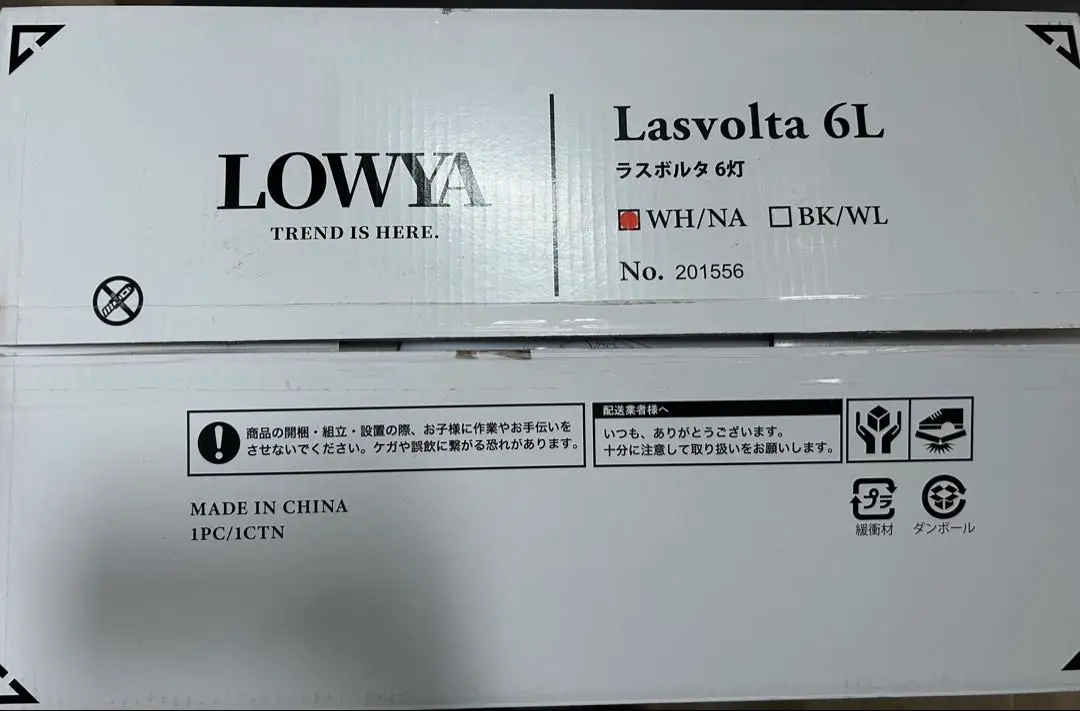 LOWYA
TREND IS HERE.
Lasvolta 6L
ラスボルタ 6灯
WH/NA BK/WL
No. 201556
商品の開梱・組立・設置の際、お子様に作業やお手伝いを
させないでください。ケガや誤飲に繋がる恐れがあります。
配送業者様へ
いつも、ありがとうございます。
十分に注意して取り扱いをお願いします。
MADE IN CHINA
1PC/1CTN
プラ
緩衝材
ダンボール